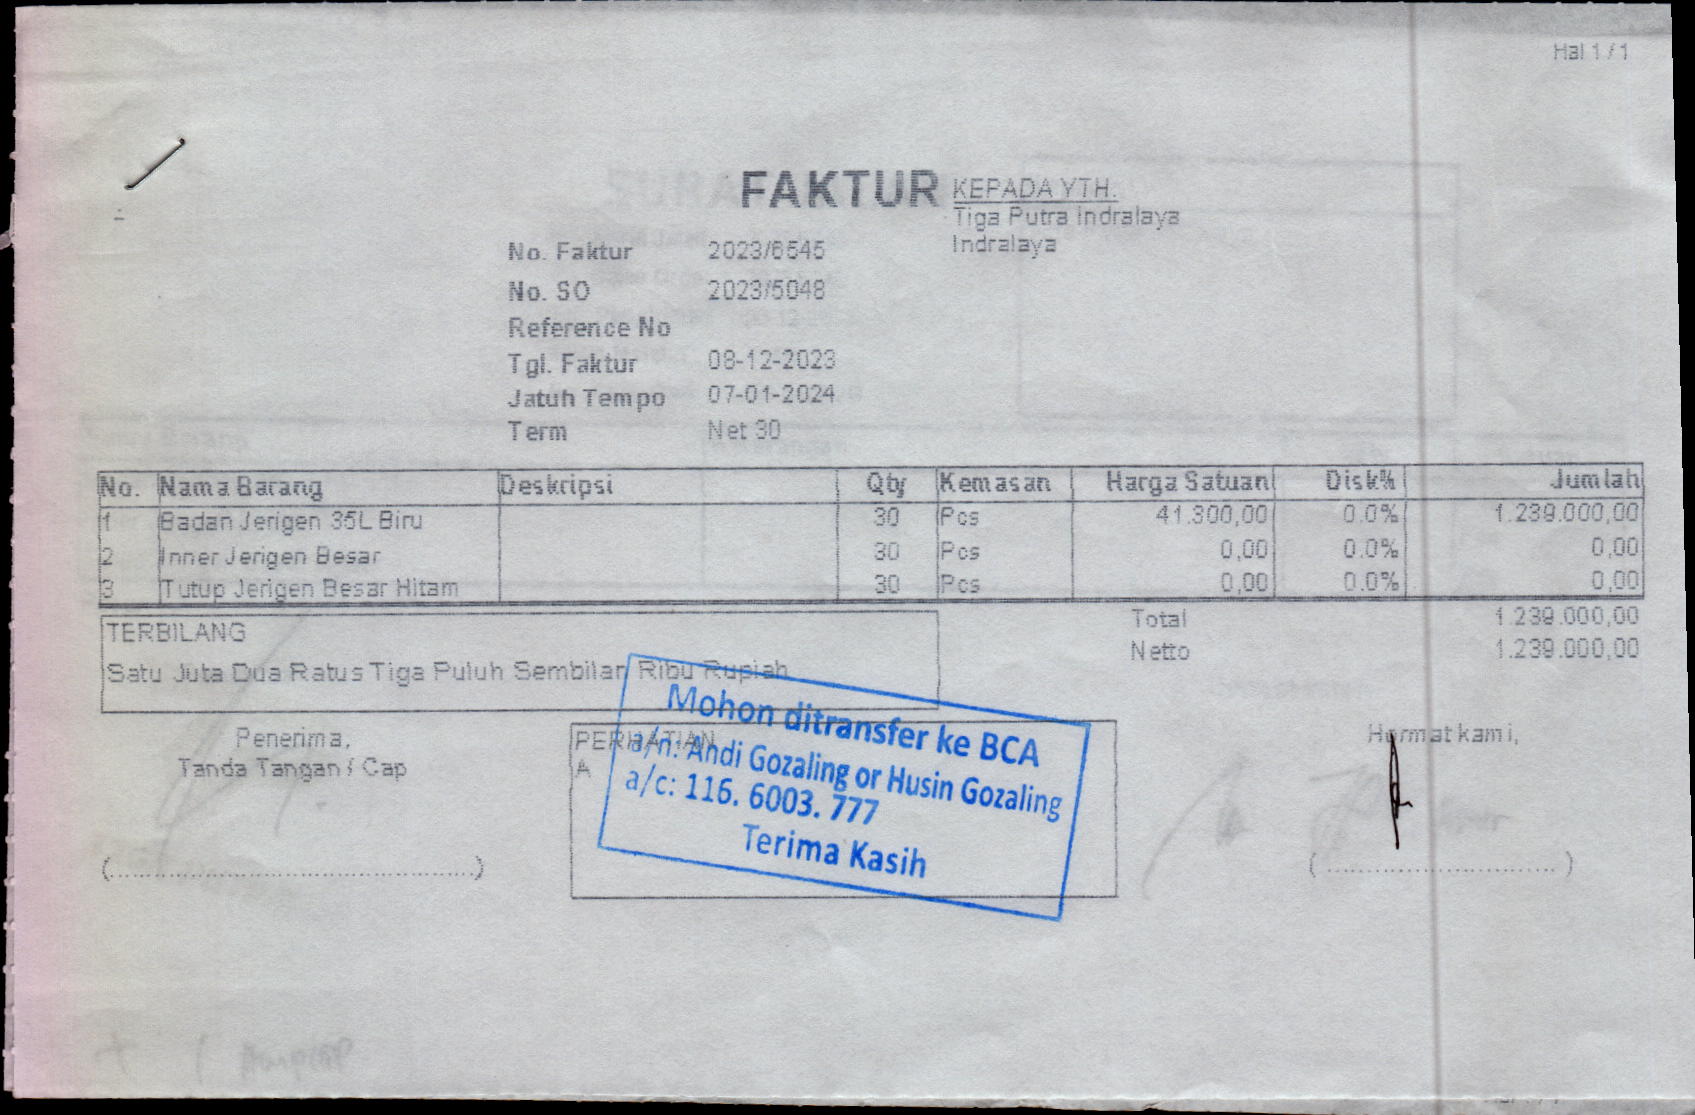 Hal 1 / 1
FAKTUR
KEPADA YTH.
Tiga Putra Indralaya
Indralaya
No. Faktur 2023/6545
No. SO 2023/5048
Reference No
Tgl. Faktur 08-12-2023
Jatuh Tempo 07-01-2024
Term Net 30
No. Nama Barang Deskripsi Qty Kemasan Harga Satuan Disk% Jumlah
1 Badan Jerigen 35L Biru 30 Pcs 41.300,00 0.0% 1.239.000,00
2 Inner Jerigen Besar 30 Pcs 0,00 0.0% 0,00
3 Tutup Jerigen Besar Hitam 30 Pcs 0,00 0.0% 0,00
Total 1.239.000,00
Netto 1.239.000,00
TERBILANG
Satu Juta Dua Ratus Tiga Puluh Sembilan Ribu Rupiah
Penerima,
Tanda Tangan / Cap
(..............................................)
PERHATIAN
A
Mohon ditransfer ke BCA
a/n: Andi Gozaling or Husin Gozaling
a/c: 116. 6003. 777
Terima Kasih
Hormat kami,
( ............................. )